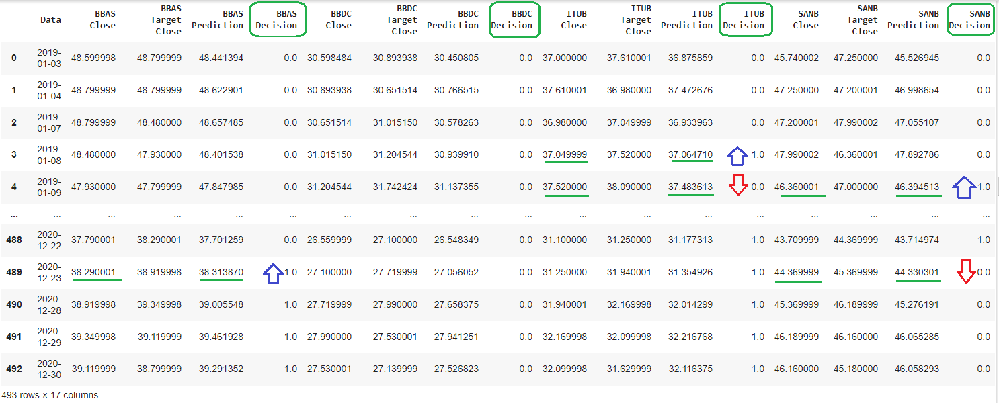 Data BBAS Close BBAS Target Close BBAS Prediction BBAS Decision BBDC Close BBDC Target Close BBDC Prediction BBDC Decision ITUB Close ITUB Target Close ITUB Prediction ITUB Decision SANB Close SANB Target Close SANB Prediction SANB Decision
0 2019-01-03 48.599998 48.799999 48.441394 0.0 30.598484 30.893938 30.450805 0.0 37.000000 37.610001 36.875859 0.0 45.740002 47.250000 45.526945 0.0
1 2019-01-04 48.799999 48.799999 48.622901 0.0 30.893938 30.651514 30.766515 0.0 37.610001 36.980000 37.472676 0.0 47.250000 47.200001 46.998654 0.0
2 2019-01-07 48.799999 48.480000 48.657485 0.0 30.651514 31.015150 30.578263 0.0 36.980000 37.049999 36.933963 0.0 47.200001 47.990002 47.055107 0.0
3 2019-01-08 48.480000 47.930000 48.401538 0.0 31.015150 31.204544 30.939910 0.0 37.049999 37.520000 37.064710 1.0 47.990002 46.360001 47.892786 0.0
4 2019-01-09 47.930000 47.799999 47.847985 0.0 31.204544 31.742424 31.137355 0.0 37.520000 38.090000 37.483613 0.0 46.360001 47.000000 46.394513 1.0
... ... ... ... ... ... ... ... ... ... ... ... ... ... ... ... ... ...
488 2020-12-22 37.790001 38.290001 37.701259 0.0 26.559999 27.100000 26.548349 0.0 31.100000 31.250000 31.177313 1.0 43.709999 44.369999 43.714974 1.0
489 2020-12-23 38.290001 38.919998 38.313870 1.0 27.100000 27.719999 27.056052 0.0 31.250000 31.940001 31.354926 1.0 44.369999 45.369999 44.330301 0.0
490 2020-12-28 38.919998 39.349998 39.005548 1.0 27.719999 27.990000 27.658375 0.0 31.940001 32.169998 32.014299 1.0 45.369999 46.189999 45.276191 0.0
491 2020-12-29 39.349998 39.119999 39.461928 1.0 27.990000 27.530001 27.941251 0.0 32.169998 32.099998 32.216768 1.0 46.189999 46.160000 46.065285 0.0
492 2020-12-30 39.119999 38.799999 39.291352 1.0 27.530001 27.139999 27.526823 0.0 32.099998 31.629999 32.116375 1.0 46.160000 45.180000 46.058293 0.0
493 rows × 17 columns